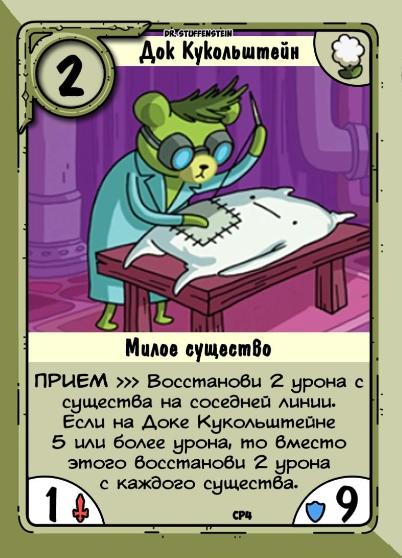 DR. STUFFENSTEIN
2
Док Кукольштейн
Милое существо
ПРИЕМ >>> Восстанови 2 урона с
существа на соседней линии.
Если на Доке Кукольштейне
5 или более урона, то вместо
этого восстанови 2 урона
с каждого существа.
1
CP4
9